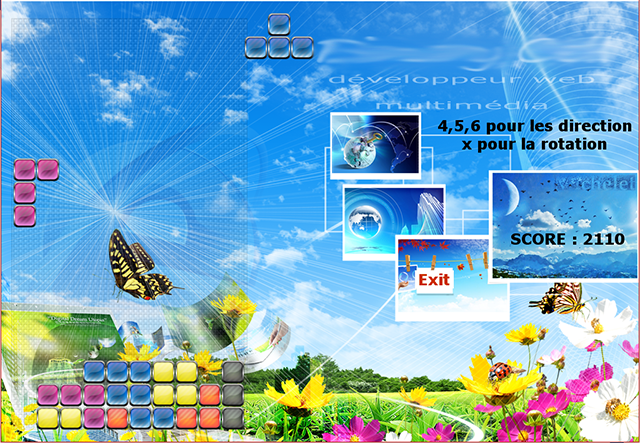 développeur web
multimédia
4,5,6 pour les direction
x pour la rotation
SCORE : 2110
Exit